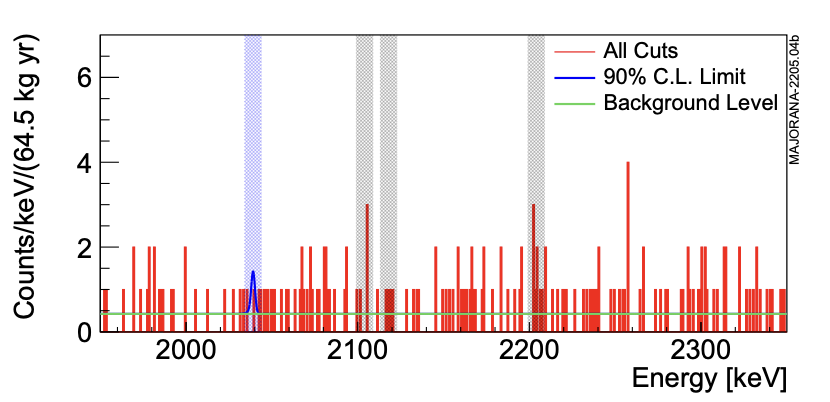 All Cuts
90% C.L. Limit
Background Level
MAJORANA-2205.04b
Counts/keV/(64.5 kg yr)
6
4
2
0
2000 2100 2200 2300
Energy [keV]